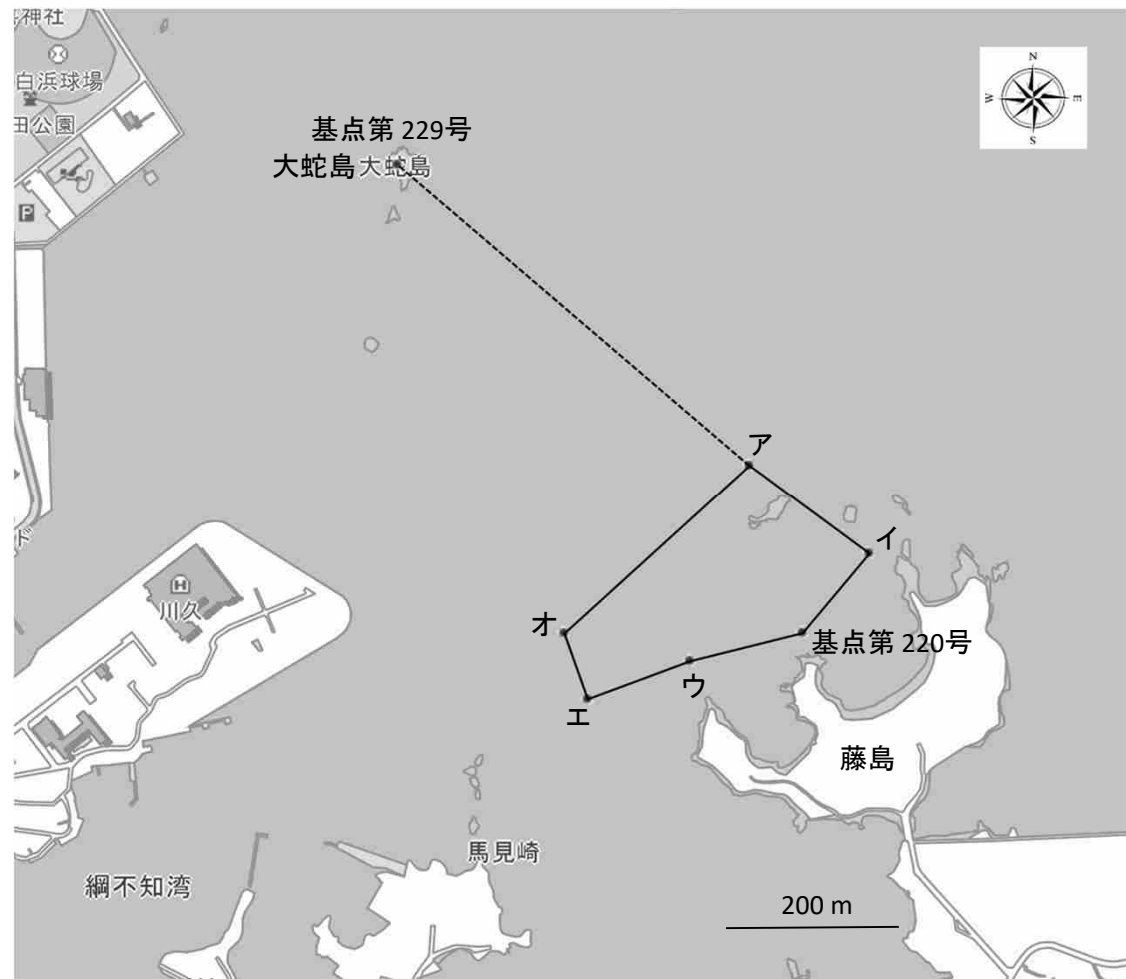 神社
白浜球場
田公園
P
N
W
E
S
基点第 229号
大蛇島
大蛇島
ア
イ
ド
H
川久
オ
基点第 220号
ウ
エ
藤島
馬見崎
綱不知湾
200 m